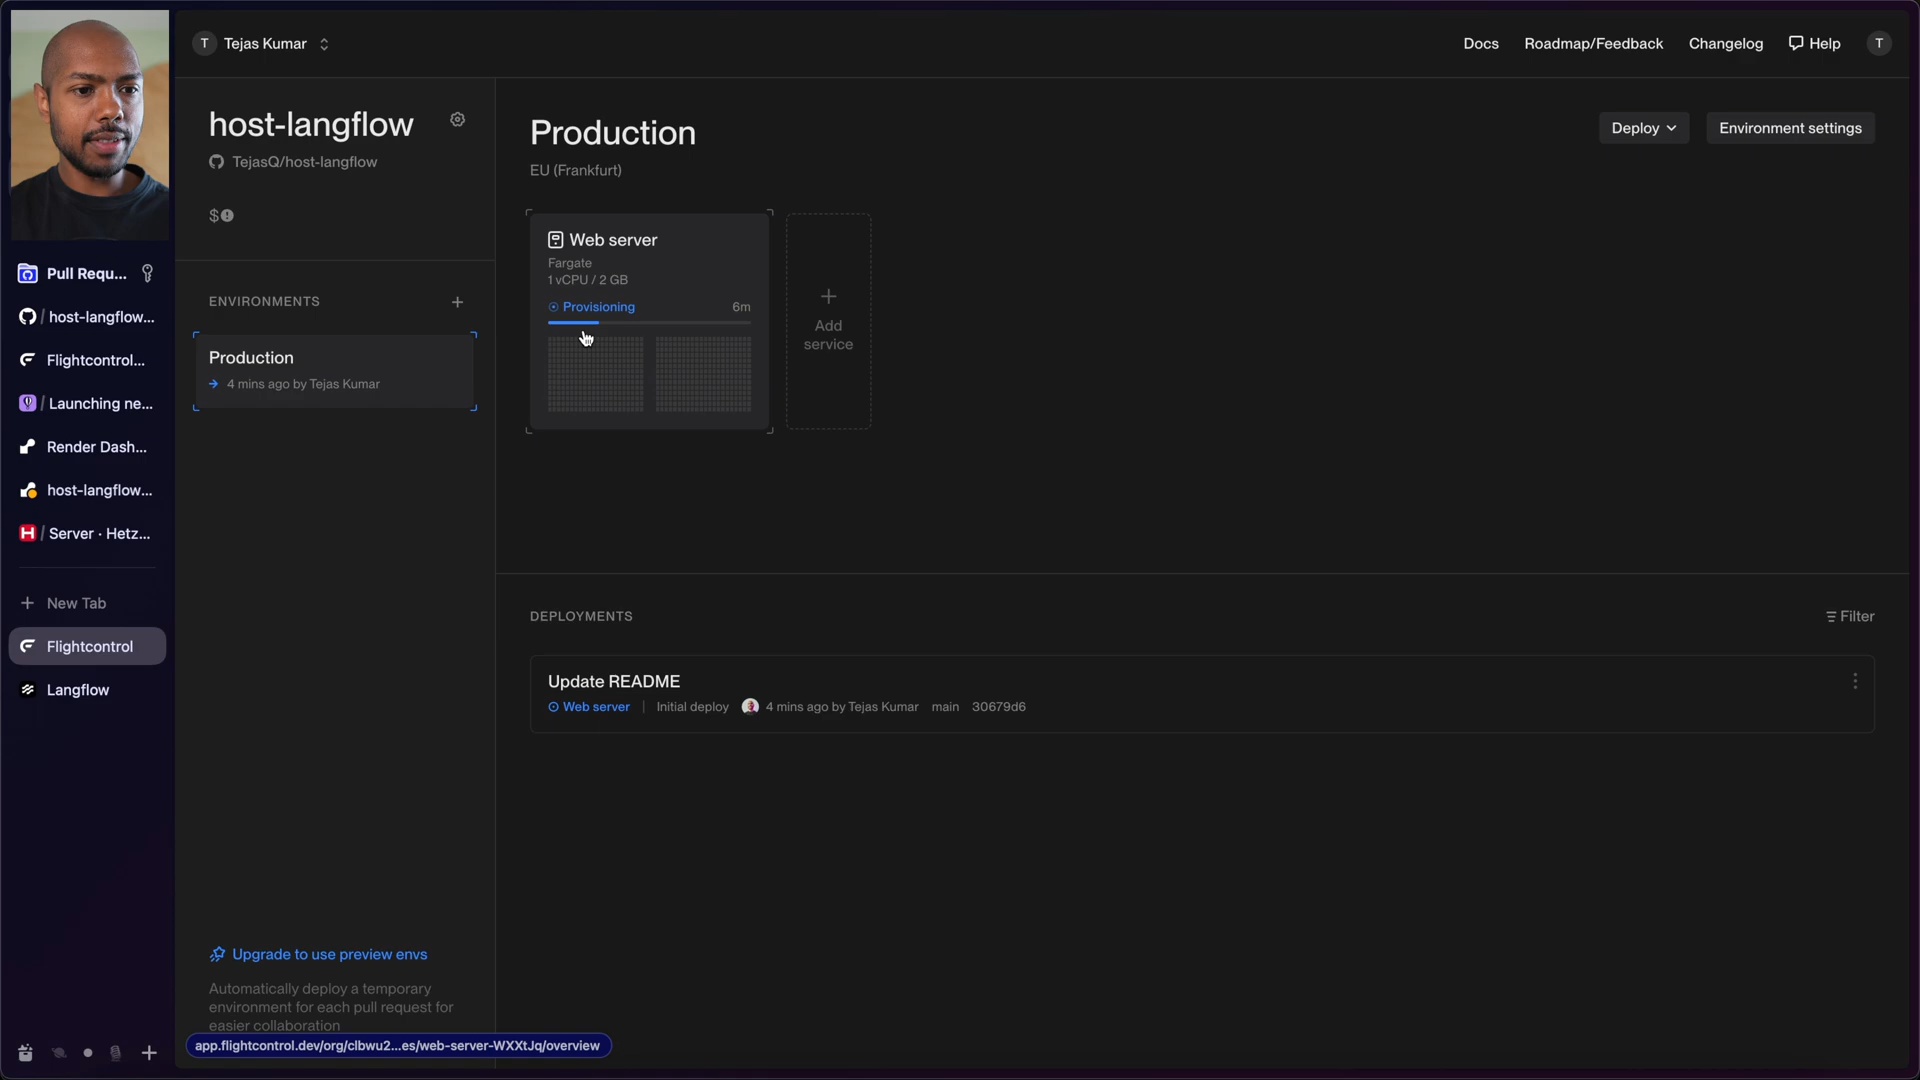 T Tejas Kumar
Docs
Roadmap/Feedback
Changelog
Help
T
Pull Requ...
/ host-langflow...
Flightcontrol...
/ Launching ne...
Render Dash...
host-langflow...
H / Server · Hetz...
+ New Tab
Flightcontrol
Langflow
host-langflow
TejasQ/host-langflow
$
ENVIRONMENTS
+
Production
→ 4 mins ago by Tejas Kumar
Upgrade to use preview envs
Automatically deploy a temporary
environment for each pull request for
easier collaboration
app.flightcontrol.dev/org/clbwu2...es/web-server-WXXtJq/overview
Production
EU (Frankfurt)
Deploy
Environment settings
Web server
Fargate
1 vCPU / 2 GB
Provisioning 6m
+
Add
service
DEPLOYMENTS
Filter
Update README
Web server | Initial deploy 4 mins ago by Tejas Kumar main 30679d6